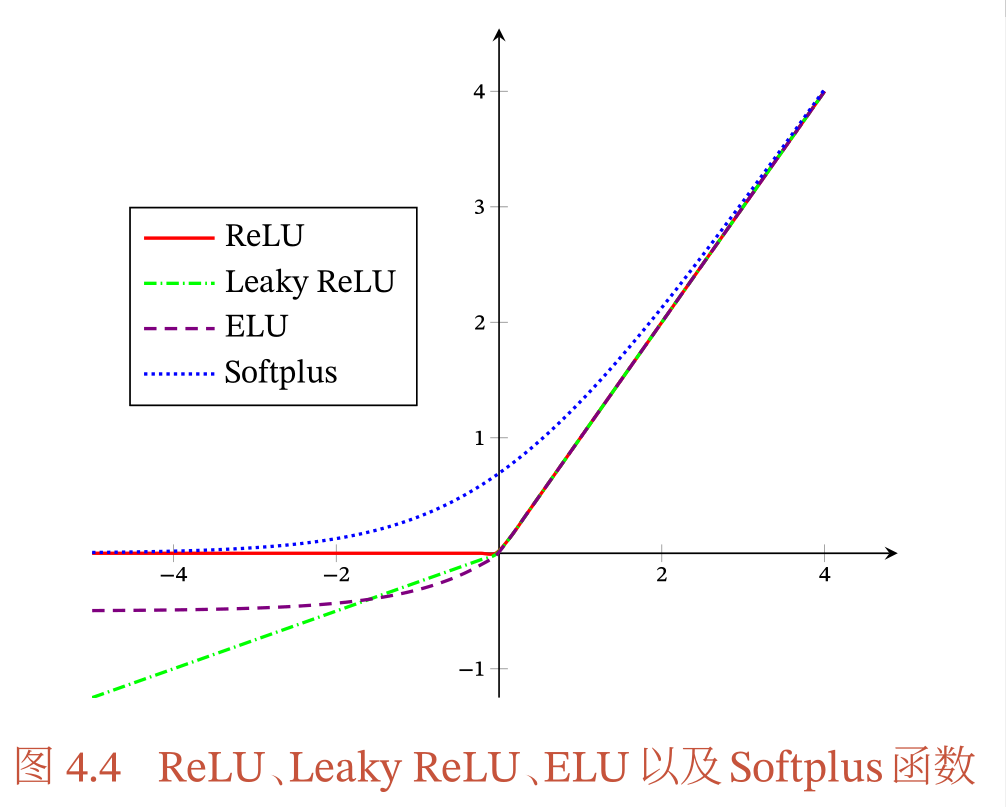 4
3
ReLU
Leaky ReLU
ELU
Softplus
2
1
−4
−2
2
4
−1
图 4.4 ReLU、Leaky ReLU、ELU 以及 Softplus 函数